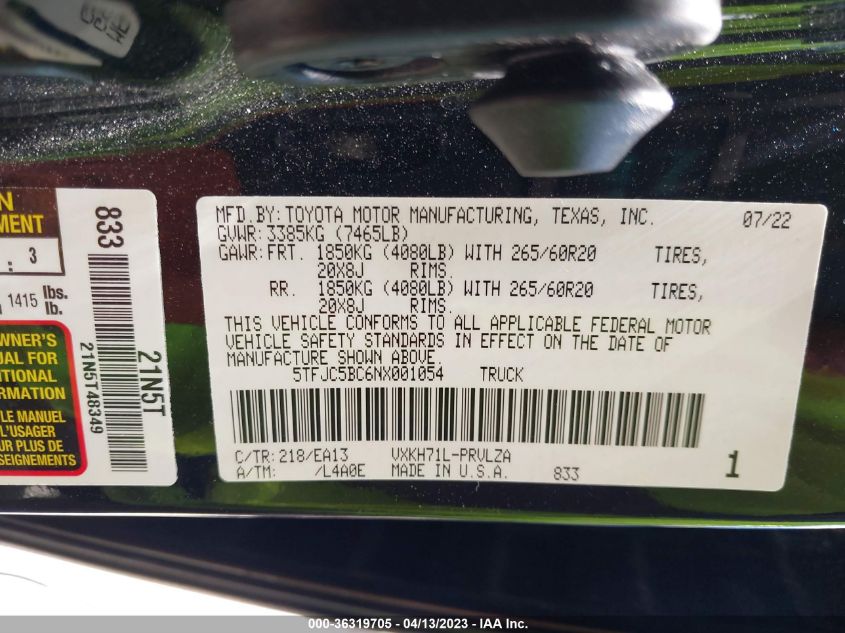 N
MENT
: 3
1415 lbs.
lb.
OWNER'S
UAL FOR
ITIONAL
FORMATION
LE MANUEL
L'USAGER
UR PLUS DE
SEIGNEMENTS
833
21N5T48349
21N5T
MFD.BY:TOYOTA MOTOR MANUFACTURING, TEXAS, INC. 07/22
GVWR:3385KG (7465LB)
GAWR:FRT. 1850KG (4080LB) WITH 265/60R20 TIRES,
20X8J RIMS.
RR. 1850KG (4080LB) WITH 265/60R20 TIRES,
20X8J RIMS.
THIS VEHICLE CONFORMS TO ALL APPLICABLE FEDERAL MOTOR
VEHICLE SAFETY STANDARDS IN EFFECT ON THE DATE OF
MANUFACTURE SHOWN ABOVE.
5TFJC5BC6NX001054 TRUCK
C/TR:218/EA13 VXKH71L-PRVLZA
A/TM: /L4A0E MADE IN U.S.A. 833 1
000-36319705 - 04/13/2023 - IAA Inc.